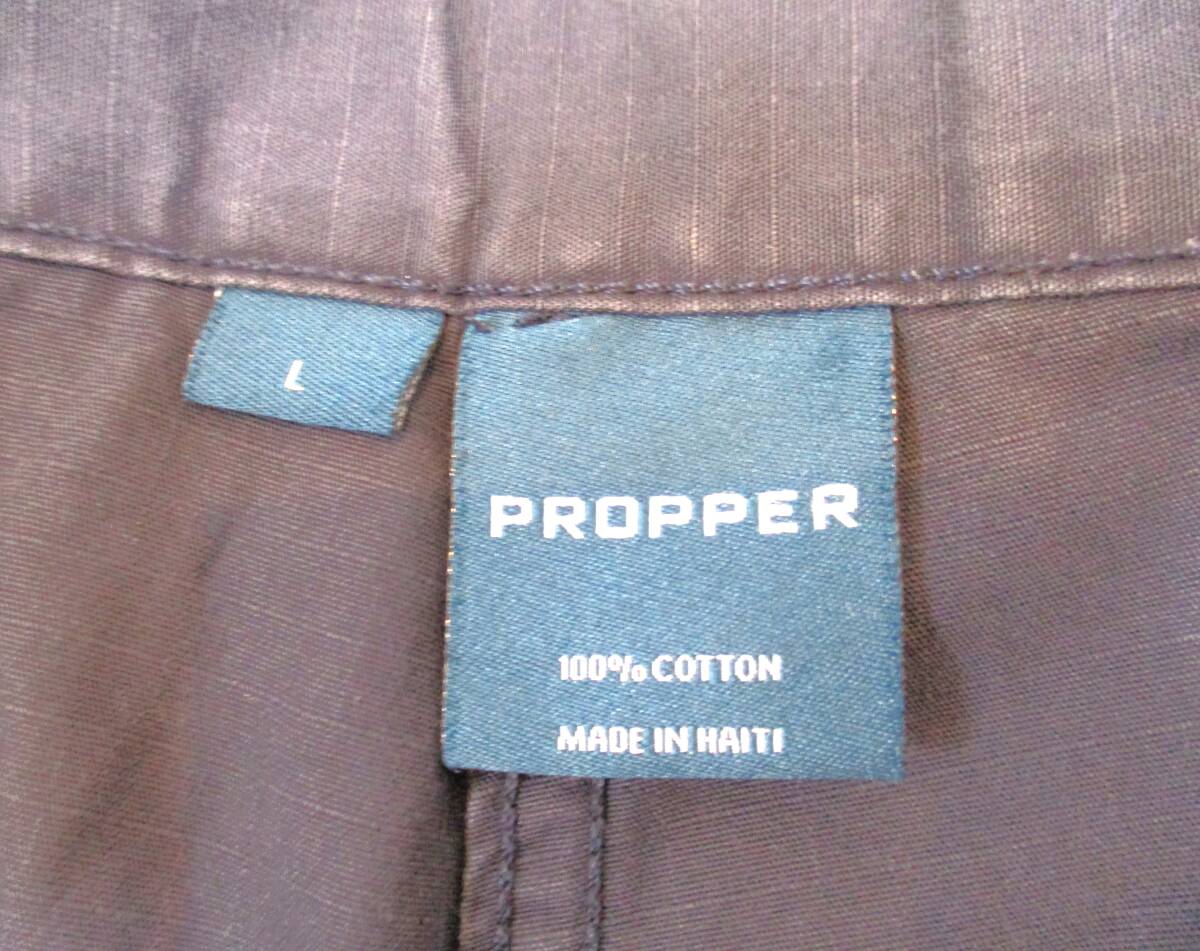 L
PROPPER
100% COTTON
MADE IN HAITI